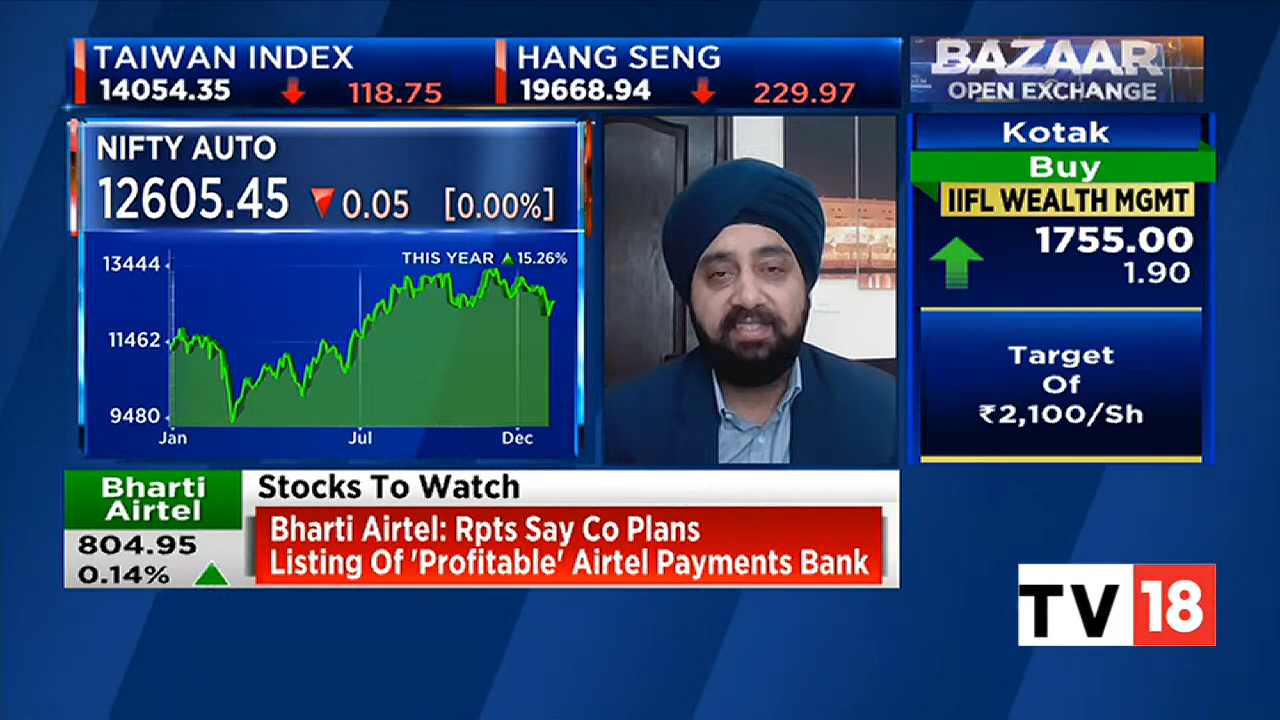 TAIWAN INDEX
14054.35 118.75
HANG SENG
19668.94 229.97
BAZAAR
OPEN EXCHANGE
NIFTY AUTO
12605.45 0.05 [0.00%]
THIS YEAR 15.26%
13444
11462
9480
Jan Jul Dec
Kotak
Buy
IIFL WEALTH MGMT
1755.00
1.90
Target
Of
₹2,100/Sh
Bharti
Airtel
804.95
0.14%
Stocks To Watch
Bharti Airtel: Rpts Say Co Plans
Listing Of 'Profitable' Airtel Payments Bank
TV 18